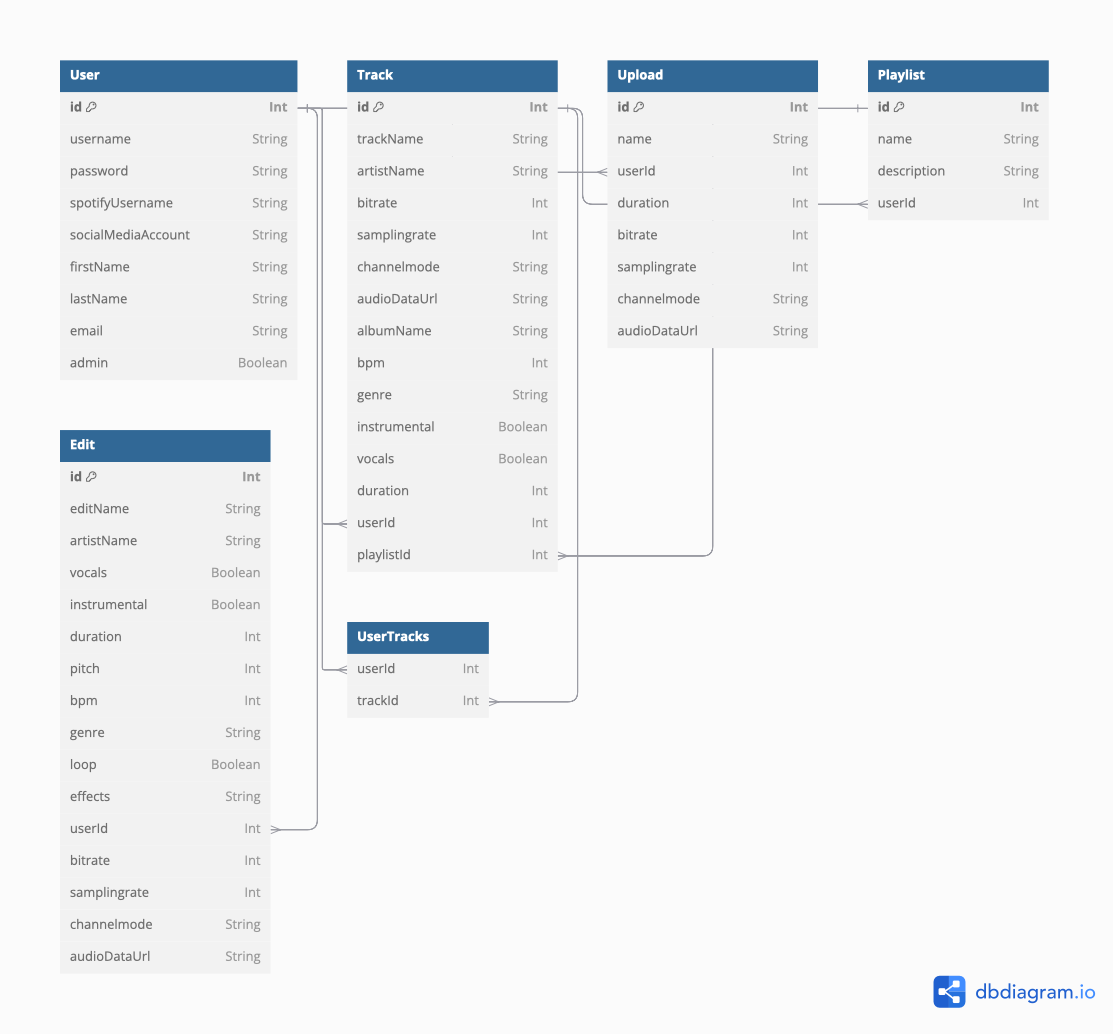 User
id Int
username String
password String
spotifyUsername String
socialMediaAccount String
firstName String
lastName String
email String
admin Boolean
Track
id Int
trackName String
artistName String
bitrate Int
samplingrate Int
channelmode String
audioDataUrl String
albumName String
bpm Int
genre String
instrumental Boolean
vocals Boolean
duration Int
userId Int
playlistId Int
Upload
id Int
name String
userId Int
duration Int
bitrate Int
samplingrate Int
channelmode String
audioDataUrl String
Playlist
id Int
name String
description String
userId Int
Edit
id Int
editName String
artistName String
vocals Boolean
instrumental Boolean
duration Int
pitch Int
bpm Int
genre String
loop Boolean
effects String
userId Int
bitrate Int
samplingrate Int
channelmode String
audioDataUrl String
UserTracks
userId Int
trackId Int
dbdiagram.io